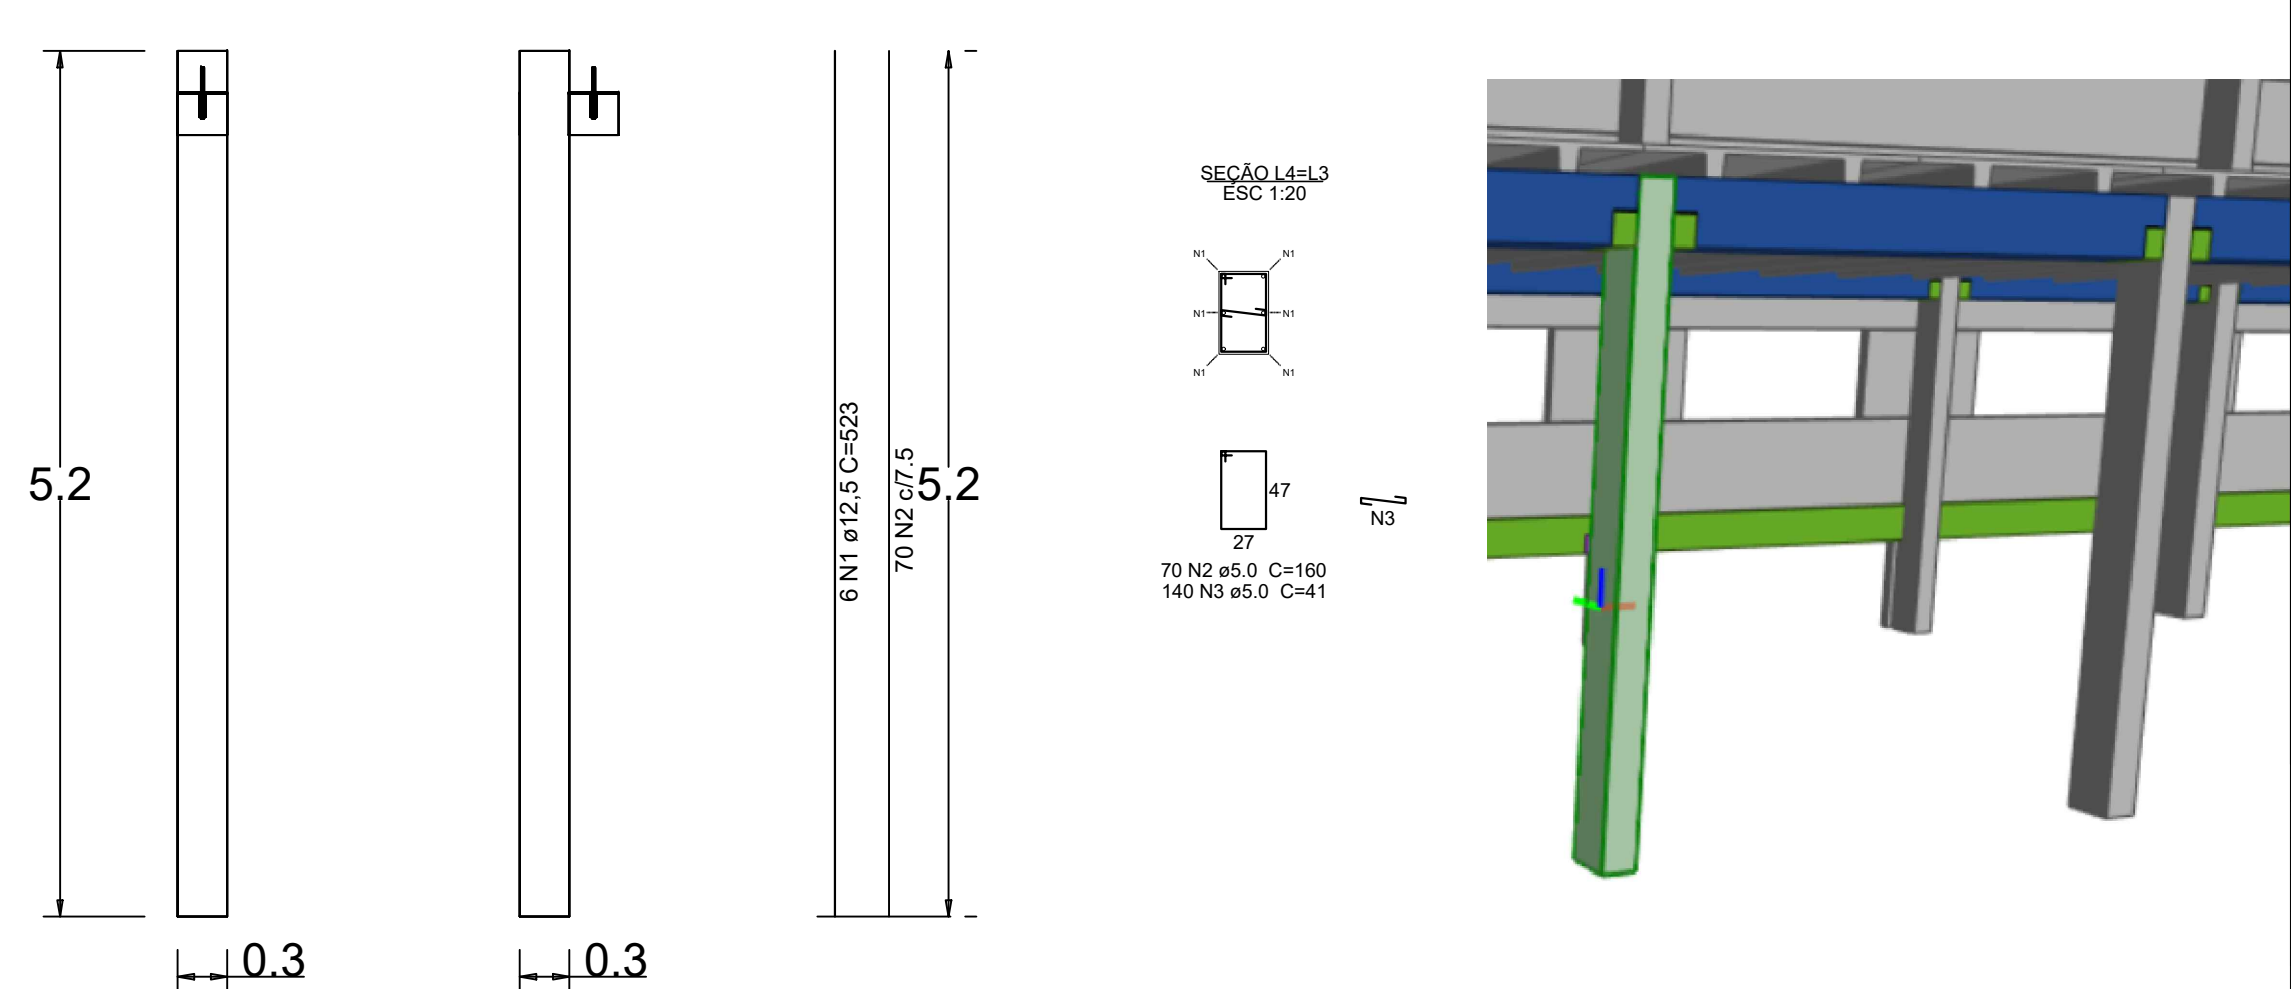 5.2
0.3
0.3
6 N1 ø12,5 C=523
70 N2 c/7.5
5.2
SEÇÃO L4=L3
ESC 1:20
N1 N1
N1 N1
N1 N1
47
27
N3
70 N2 ø5.0 C=160
140 N3 ø5.0 C=41